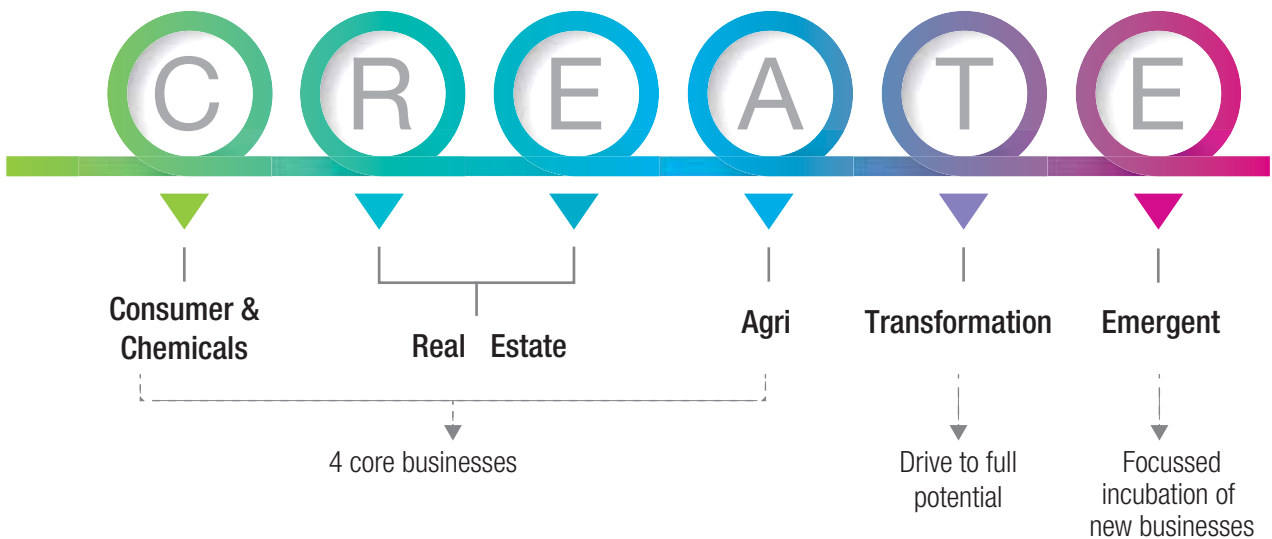 C R E A T E
Consumer &
Chemicals
Real Estate
Agri
Transformation
Emergent
4 core businesses
Drive to full
potential
Focussed
incubation of
new businesses